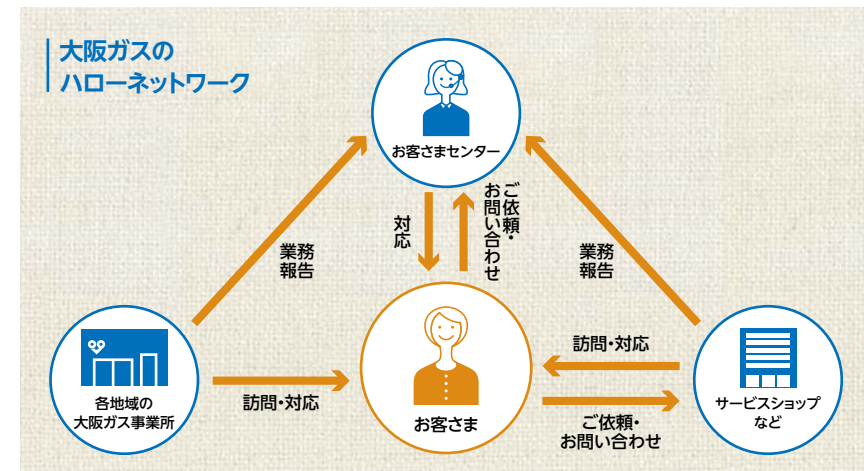 大阪ガスの
ハローネットワーク
お客さまセンター
対応
ご依頼・
お問い合わせ
業務
報告
業務
報告
各地域の
大阪ガス事業所
訪問・対応
お客さま
訪問・対応
ご依頼・
お問い合わせ
サービスショップ
など